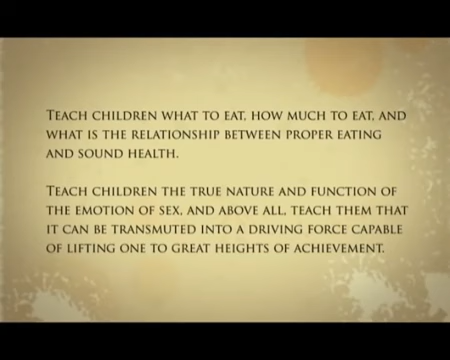 Teach children what to eat, how much to eat, and
what is the relationship between proper eating
and sound health.
Teach children the true nature and function of
the emotion of sex, and above all, teach them that
it can be transmuted into a driving force capable
of lifting one to great heights of achievement.